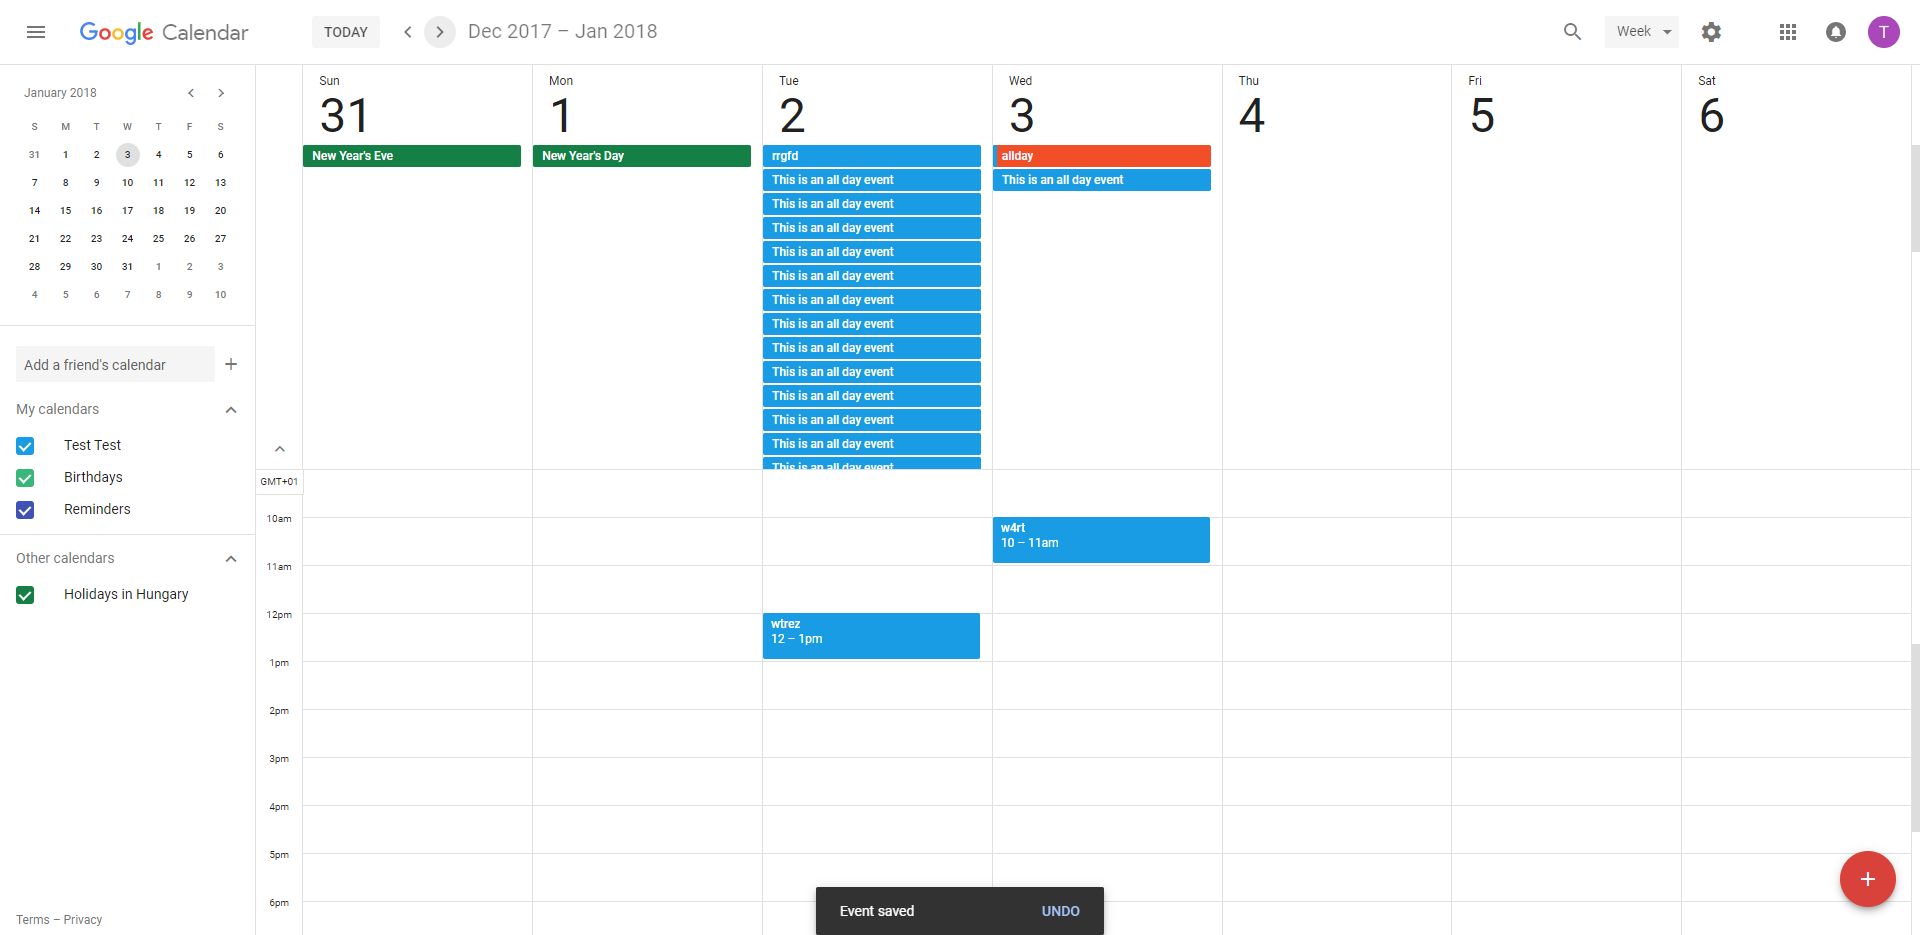 Google Calendar
TODAY
Dec 2017 – Jan 2018
Week
T
January 2018
S M T W T F S
31 1 2 3 4 5 6
7 8 9 10 11 12 13
14 15 16 17 18 19 20
21 22 23 24 25 26 27
28 29 30 31 1 2 3
4 5 6 7 8 9 10
Add a friend's calendar
My calendars
Test Test
Birthdays
Reminders
Other calendars
Holidays in Hungary
Terms – Privacy
Sun Mon Tue Wed Thu Fri Sat
31 1 2 3 4 5 6
New Year's Eve New Year's Day rrgfd allday
This is an all day event This is an all day event
This is an all day event
This is an all day event
This is an all day event
This is an all day event
This is an all day event
This is an all day event
This is an all day event
This is an all day event
This is an all day event
This is an all day event
This is an all day event
This is an all day event
GMT+01
10am
w4rt
10 – 11am
11am
12pm
wtrez
12 – 1pm
1pm
2pm
3pm
4pm
5pm
6pm
Event saved UNDO